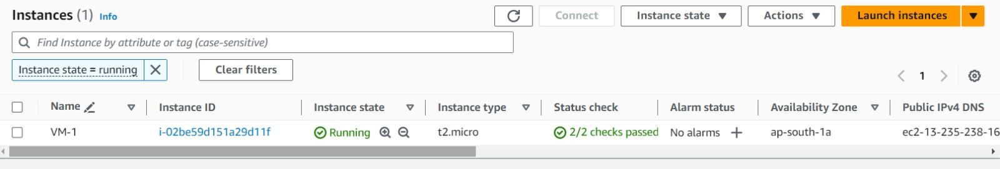 Instances (1) Info Connect Instance state Actions Launch instances
Find Instance by attribute or tag (case-sensitive)
Instance state = running Clear filters
1
Name Instance ID Instance state Instance type Status check Alarm status Availability Zone Public IPv4 DNS
VM-1 i-02be59d151a29d11f Running t2.micro 2/2 checks passed No alarms + ap-south-1a ec2-13-235-238-16